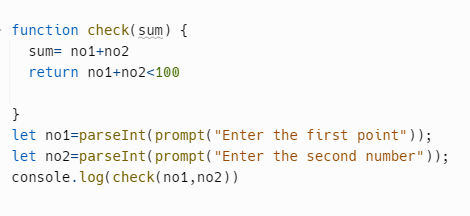 function check(sum) {
  sum= no1+no2
  return no1+no2<100

}
let no1=parseInt(prompt("Enter the first point"));
let no2=parseInt(prompt("Enter the second number"));
console.log(check(no1,no2))